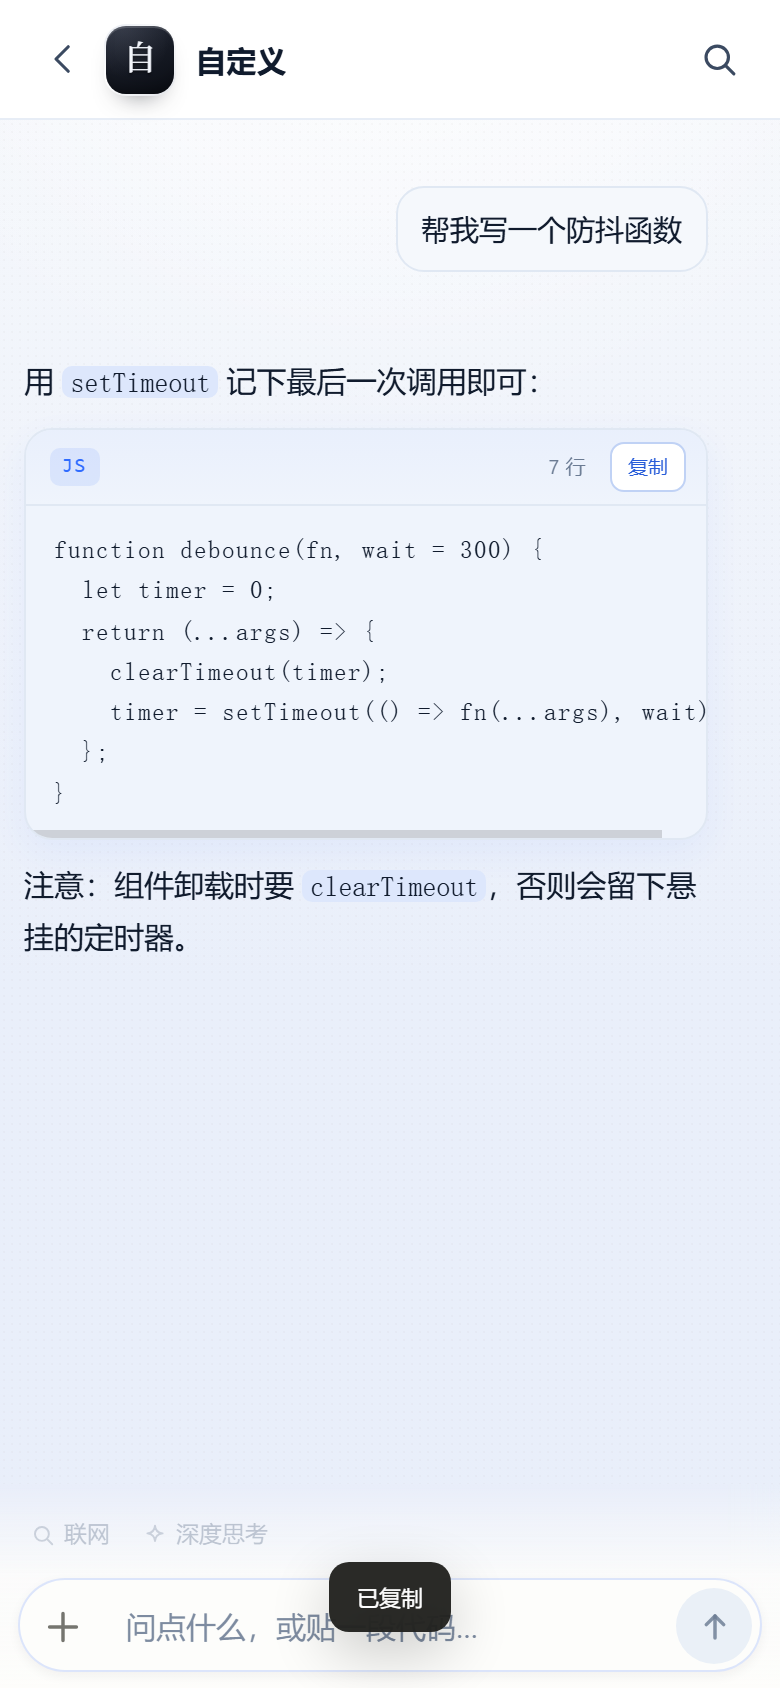 自 自定义
帮我写一个防抖函数
用 setTimeout 记下最后一次调用即可：
JS 7 行 复制
function debounce(fn, wait = 300) {
  let timer = 0;
  return (...args) => {
    clearTimeout(timer);
    timer = setTimeout(() => fn(...args), wait)
  };
}
注意：组件卸载时要 clearTimeout，否则会留下悬
挂的定时器。
联网 深度思考
已复制
问点什么，或贴一段代码...